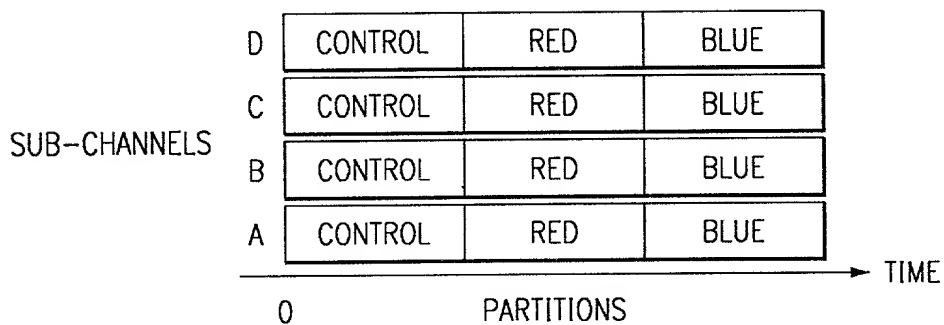 D CONTROL RED BLUE
C CONTROL RED BLUE
SUB-CHANNELS
B CONTROL RED BLUE
A CONTROL RED BLUE
TIME
0 PARTITIONS